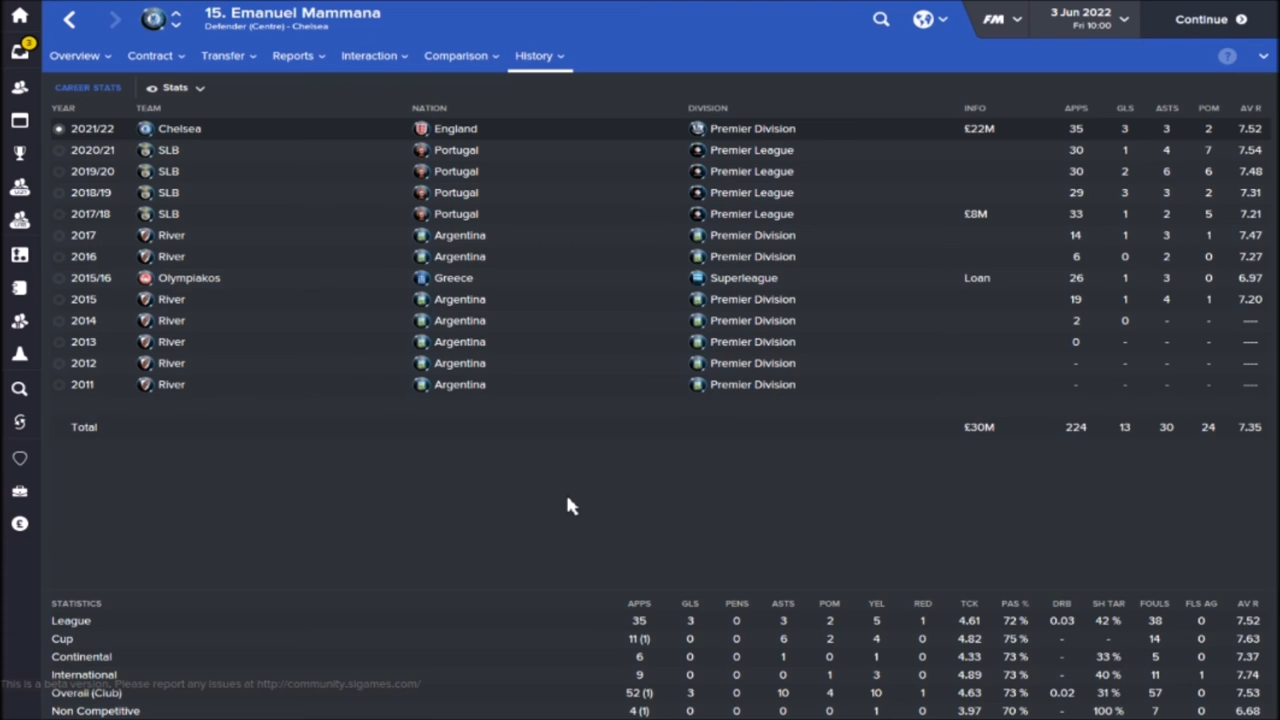 15. Emanuel Mammana
Defender (Centre) - Chelsea
3
FM
3 Jun 2022
Fri 10:00
Continue
Overview Contract Transfer Reports Interaction Comparison History ?
CAREER STATS Stats
YEAR TEAM NATION DIVISION INFO APPS GLS ASTS POM AV R
2021/22 Chelsea England Premier Division £22M 35 3 3 2 7.52
2020/21 SLB Portugal Premier League 30 1 4 7 7.54
2019/20 SLB Portugal Premier League 30 2 6 6 7.48
2018/19 SLB Portugal Premier League 29 3 3 2 7.31
2017/18 SLB Portugal Premier League £8M 33 1 2 5 7.21
2017 River Argentina Premier Division 14 1 3 1 7.47
2016 River Argentina Premier Division 6 0 2 0 7.27
2015/16 Olympiakos Greece Superleague Loan 26 1 3 0 6.97
2015 River Argentina Premier Division 19 1 4 1 7.20
2014 River Argentina Premier Division 2 0 - - ----
2013 River Argentina Premier Division 0 - - - ----
2012 River Argentina Premier Division - - - - ----
2011 River Argentina Premier Division - - - - ----
Total £30M 224 13 30 24 7.35
STATISTICS APPS GLS PENS ASTS POM YEL RED TCK PAS % DRB SH TAR FOULS FLS AG AV R
League 35 3 0 3 2 5 1 4.61 72 % 0.03 42 % 38 0 7.52
Cup 11 (1) 0 0 6 2 4 0 4.82 75 % - - 14 0 7.63
Continental 6 0 0 1 0 1 0 4.33 73 % - 33 % 5 0 7.37
International 9 0 0 0 1 3 0 4.89 73 % - 40 % 11 1 7.74
This is a beta version. Please report any issues at http://community.sigames.com/
Overall (Club) 52 (1) 3 0 10 4 10 1 4.63 73 % 0.02 31 % 57 0 7.53
Non Competitive 4 (1) 0 0 0 0 1 0 3.97 70 % - 100 % 7 0 6.68